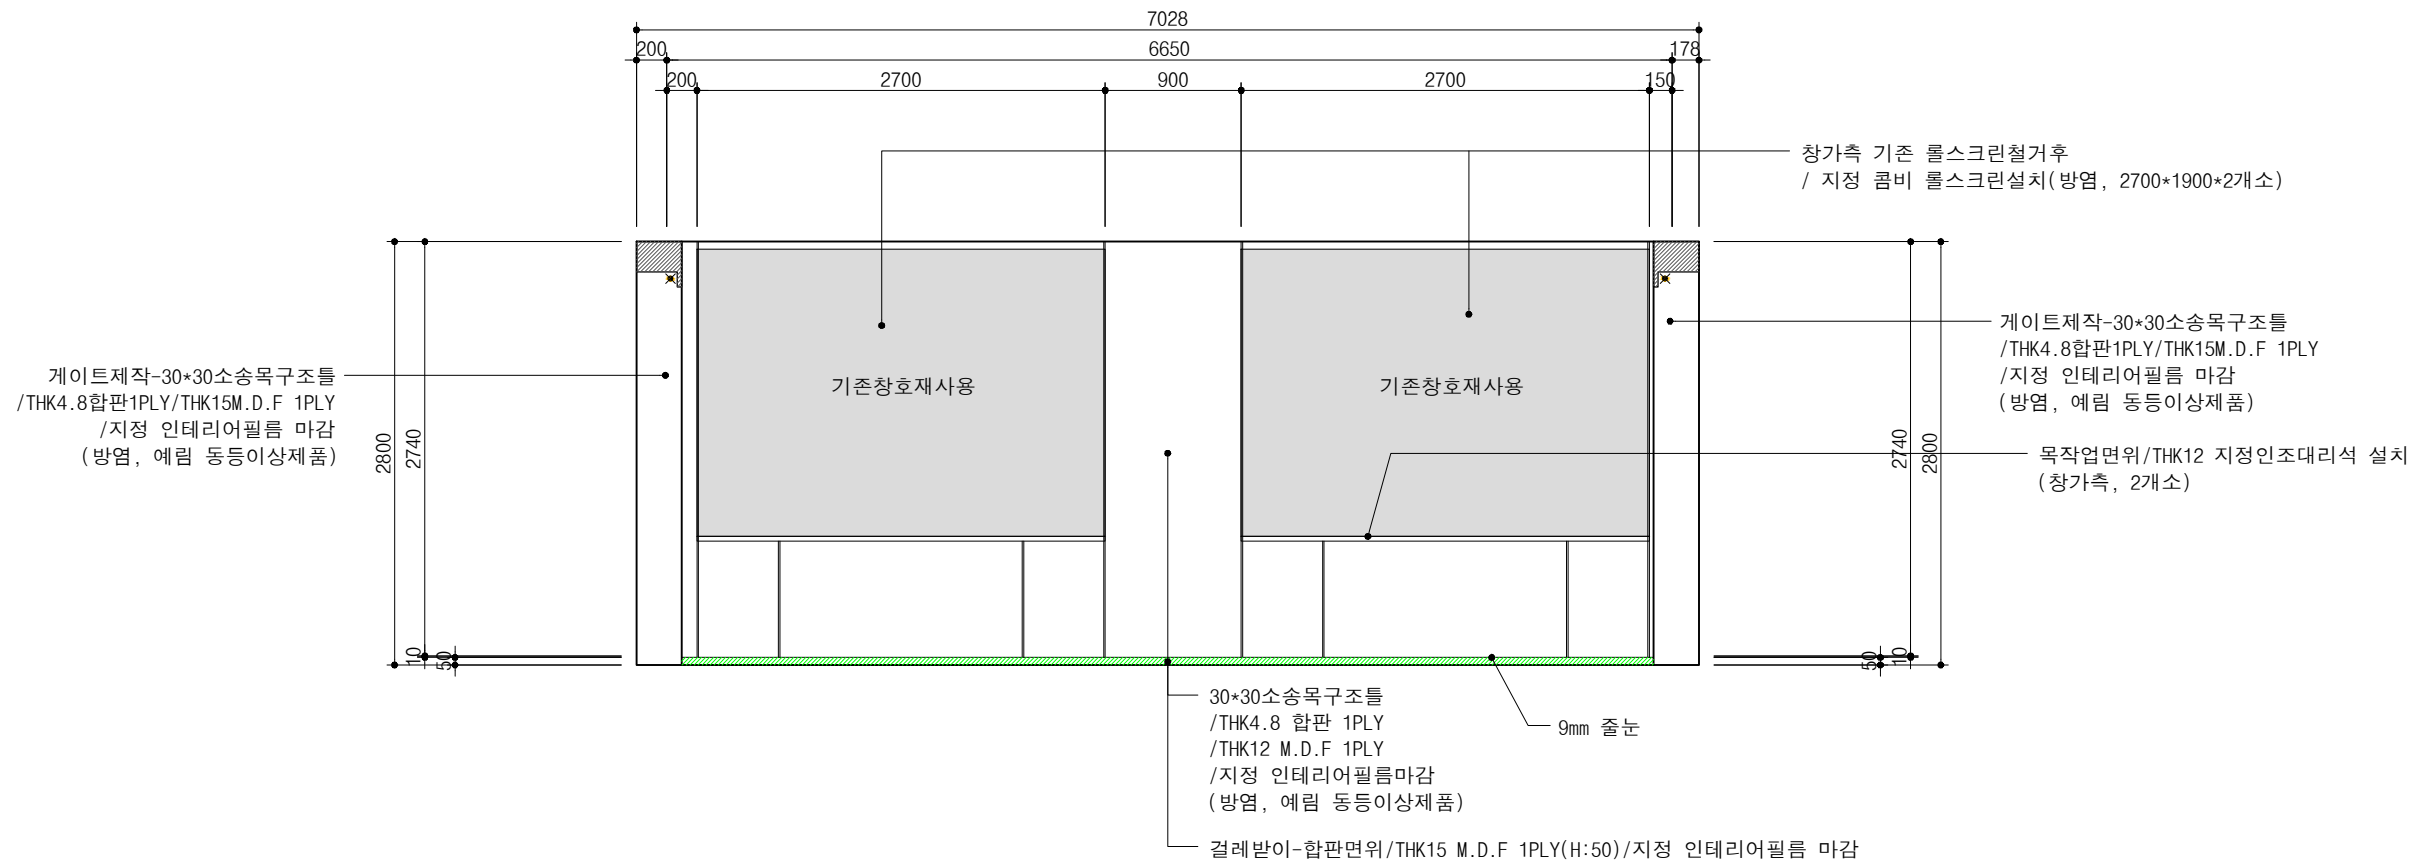 7028
200 6650 178
200 2700 900 2700 150
창가측 기존 롤스크린철거후
/ 지정 콤비 롤스크린설치(방염, 2700*1900*2개소)
게이트제작-30*30소송목구조틀
/THK4.8합판1PLY/THK15M.D.F 1PLY
/지정 인테리어필름 마감
(방염, 예림 동등이상제품)
게이트제작-30*30소송목구조틀
/THK4.8합판1PLY/THK15M.D.F 1PLY
/지정 인테리어필름 마감
(방염, 예림 동등이상제품)
기존창호재사용
기존창호재사용
2800
2740
10
50
2740
2800
50
10
목작업면위/THK12 지정인조대리석 설치
(창가측, 2개소)
30*30소송목구조틀
/THK4.8 합판 1PLY
/THK12 M.D.F 1PLY
/지정 인테리어필름마감
(방염, 예림 동등이상제품)
9mm 줄눈
걸레받이-합판면위/THK15 M.D.F 1PLY(H:50)/지정 인테리어필름 마감